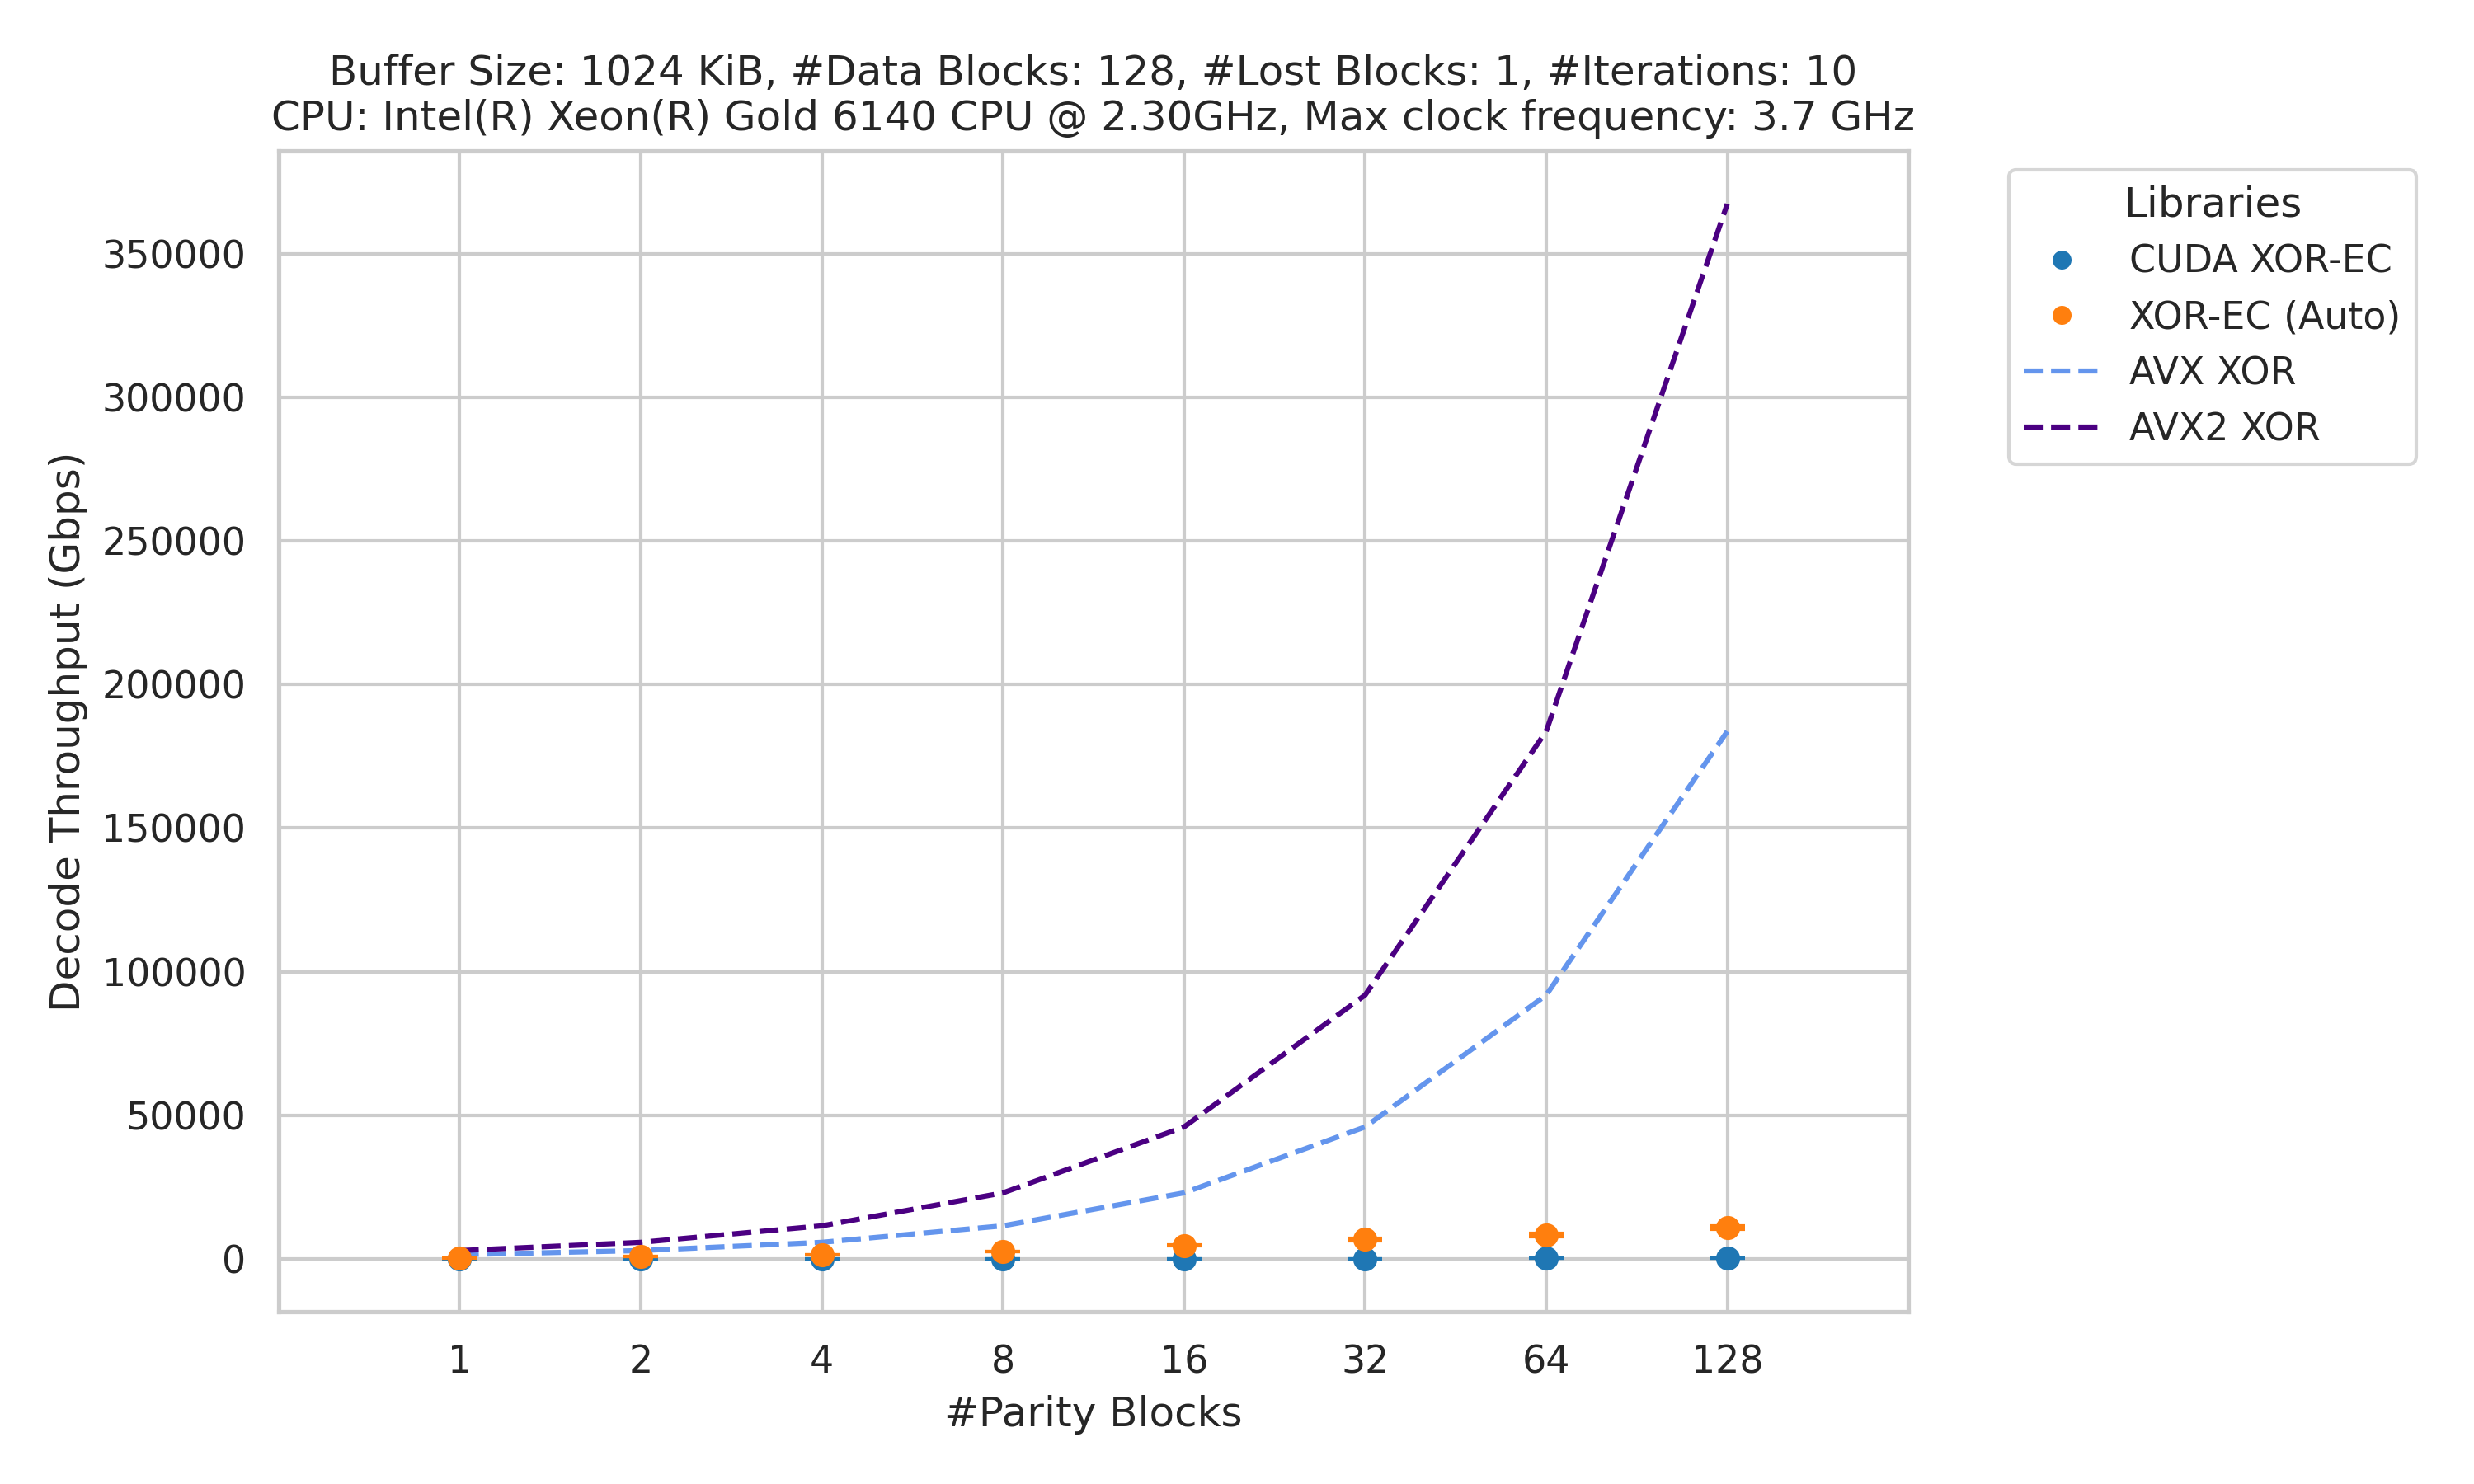 Buffer Size: 1024 KiB, #Data Blocks: 128, #Lost Blocks: 1, #Iterations: 10
CPU: Intel(R) Xeon(R) Gold 6140 CPU @ 2.30GHz, Max clock frequency: 3.7 GHz
Decode Throughput (Gbps)
350000
300000
250000
200000
150000
100000
50000
0
1 2 4 8 16 32 64 128
#Parity Blocks
Libraries
CUDA XOR-EC
XOR-EC (Auto)
AVX XOR
AVX2 XOR